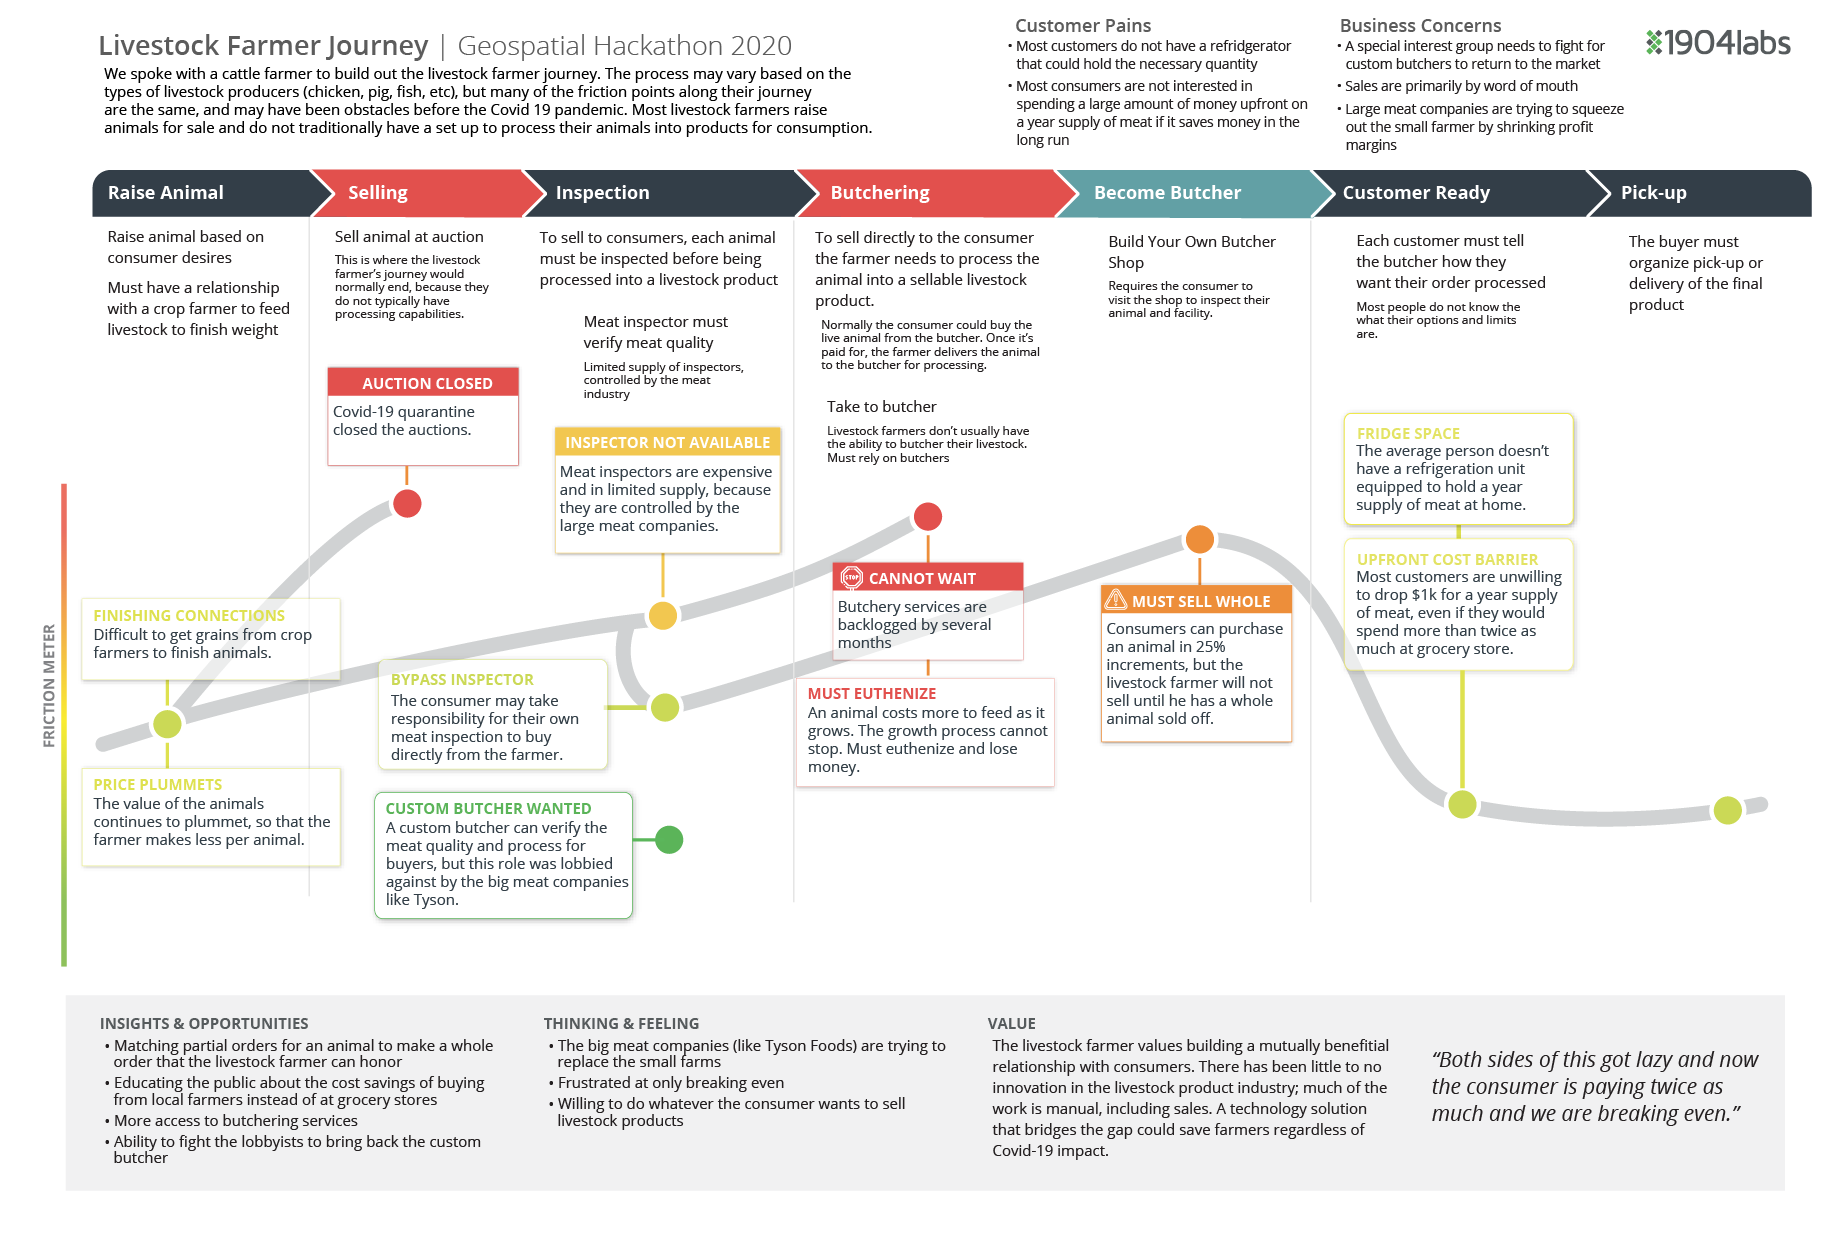 Livestock Farmer Journey | Geospatial Hackathon 2020
We spoke with a cattle farmer to build out the livestock farmer journey. The process may vary based on the
types of livestock producers (chicken, pig, fish, etc), but many of the friction points along their journey
are the same, and may have been obstacles before the Covid 19 pandemic. Most livestock farmers raise
animals for sale and do not traditionally have a set up to process their animals into products for consumption.
Customer Pains
• Most customers do not have a refridgerator
that could hold the necessary quantity
• Most consumers are not interested in
spending a large amount of money upfront on
a year supply of meat if it saves money in the
long run
Business Concerns
• A special interest group needs to fight for
custom butchers to return to the market
• Sales are primarily by word of mouth
• Large meat companies are trying to squeeze
out the small farmer by shrinking profit
margins
1904labs
Raise Animal
Selling
Inspection
Butchering
Become Butcher
Customer Ready
Pick-up
Raise animal based on
consumer desires
Must have a relationship
with a crop farmer to feed
livestock to finish weight
Sell animal at auction
This is where the livestock
farmer's journey would
normally end, because they
do not typically have
processing capabilities.
To sell to consumers, each animal
must be inspected before being
processed into a livestock product
Meat inspector must
verify meat quality
Limited supply of inspectors,
controlled by the meat
industry
To sell directly to the consumer
the farmer needs to process the
animal into a sellable livestock
product.
Normally the consumer could buy the
live animal from the butcher. Once it's
paid for, the farmer delivers the animal
to the butcher for processing.
Take to butcher
Livestock farmers don't usually have
the ability to butcher their livestock.
Must rely on butchers
Build Your Own Butcher
Shop
Requires the consumer to
visit the shop to inspect their
animal and facility.
Each customer must tell
the butcher how they
want their order processed
Most people do not know the
what their options and limits
are.
The buyer must
organize pick-up or
delivery of the final
product
AUCTION CLOSED
Covid-19 quarantine
closed the auctions.
INSPECTOR NOT AVAILABLE
Meat inspectors are expensive
and in limited supply, because
they are controlled by the
large meat companies.
FRIDGE SPACE
The average person doesn't
have a refrigeration unit
equipped to hold a year
supply of meat at home.
UPFRONT COST BARRIER
Most customers are unwilling
to drop $1k for a year supply
of meat, even if they would
spend more than twice as
much at grocery store.
STOP
CANNOT WAIT
Butchery services are
backlogged by several
months
MUST SELL WHOLE
Consumers can purchase
an animal in 25%
increments, but the
livestock farmer will not
sell until he has a whole
animal sold off.
FRICTION METER
FINISHING CONNECTIONS
Difficult to get grains from crop
farmers to finish animals.
BYPASS INSPECTOR
The consumer may take
responsibility for their own
meat inspection to buy
directly from the farmer.
MUST EUTHENIZE
An animal costs more to feed as it
grows. The growth process cannot
stop. Must euthenize and lose
money.
PRICE PLUMMETS
The value of the animals
continues to plummet, so that the
farmer makes less per animal.
CUSTOM BUTCHER WANTED
A custom butcher can verify the
meat quality and process for
buyers, but this role was lobbied
against by the big meat companies
like Tyson.
INSIGHTS & OPPORTUNITIES
• Matching partial orders for an animal to make a whole
order that the livestock farmer can honor
• Educating the public about the cost savings of buying
from local farmers instead of at grocery stores
• More access to butchering services
• Ability to fight the lobbyists to bring back the custom
butcher
THINKING & FEELING
• The big meat companies (like Tyson Foods) are trying to
replace the small farms
• Frustrated at only breaking even
• Willing to do whatever the consumer wants to sell
livestock products
VALUE
The livestock farmer values building a mutually benefitial
relationship with consumers. There has been little to no
innovation in the livestock product industry; much of the
work is manual, including sales. A technology solution
that bridges the gap could save farmers regardless of
Covid-19 impact.
“Both sides of this got lazy and now
the consumer is paying twice as
much and we are breaking even.”